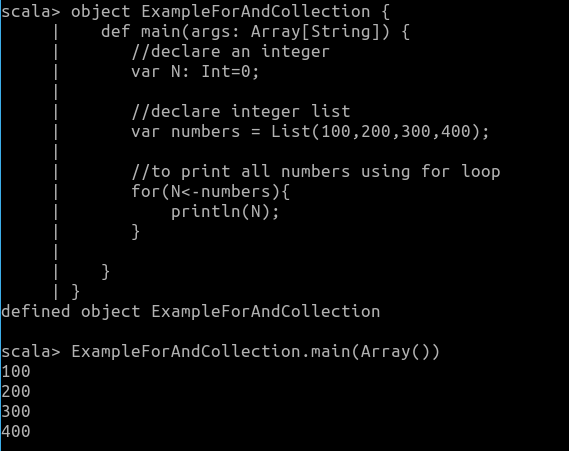 scala> object ExampleForAndCollection {
     |    def main(args: Array[String]) {
     |       //declare an integer
     |       var N: Int=0;
     |
     |       //declare integer list
     |       var numbers = List(100,200,300,400);
     |
     |       //to print all numbers using for loop
     |       for(N<-numbers){
     |           println(N);
     |       }
     |
     |    }
     | }
defined object ExampleForAndCollection

scala> ExampleForAndCollection.main(Array())
100
200
300
400